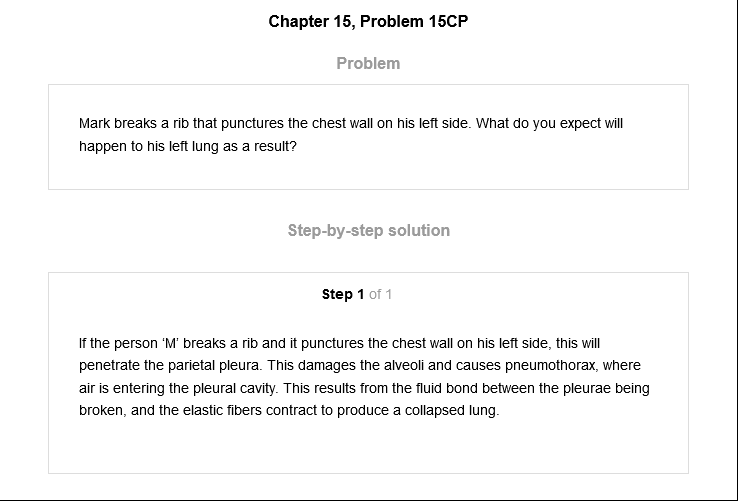 Chapter 15, Problem 15CP
Problem
Mark breaks a rib that punctures the chest wall on his left side. What do you expect will
happen to his left lung as a result?
Step-by-step solution
Step 1 of 1
If the person ‘M’ breaks a rib and it punctures the chest wall on his left side, this will
penetrate the parietal pleura. This damages the alveoli and causes pneumothorax, where
air is entering the pleural cavity. This results from the fluid bond between the pleurae being
broken, and the elastic fibers contract to produce a collapsed lung.